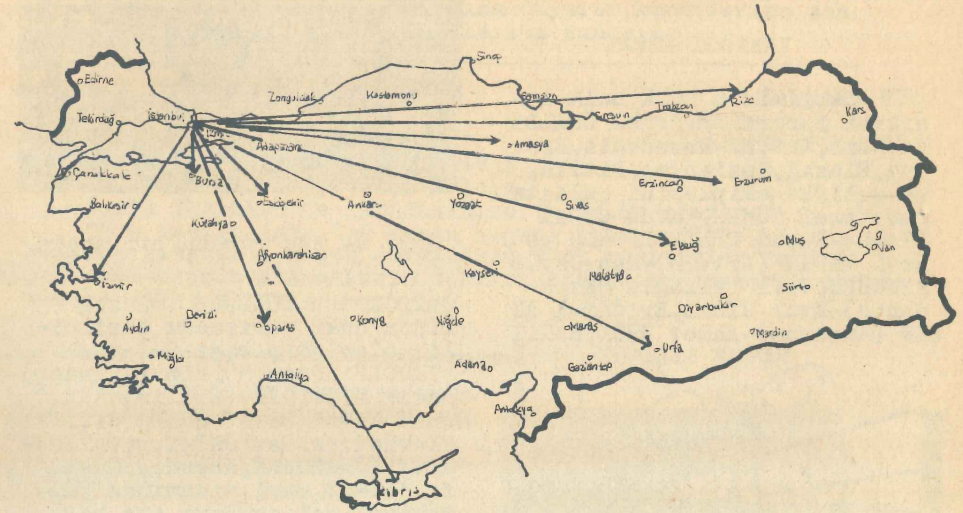 Sinop
Edirne
Zonguldak
Kastamonu
Samsun
Giresun
Trabzon
Rize
Kars
Tekirdağ
İstanbul
İzmit
Adapazarı
Amasya
Çanakkale
Bursa
Erzincan
Erzurum
Balıkesir
Eskişehir
Ankara
Yozgat
Sivas
Kütahya
Elazığ
Muş
Van
Afyonkarahisar
Kayseri
Malatya
Siirt
İzmir
Diyarbakır
Aydın
Denizli
Isparta
Konya
Niğde
Maraş
Mardin
Muğla
Urfa
Antalya
Adana
Gaziantep
Antakya
Kıbrıs